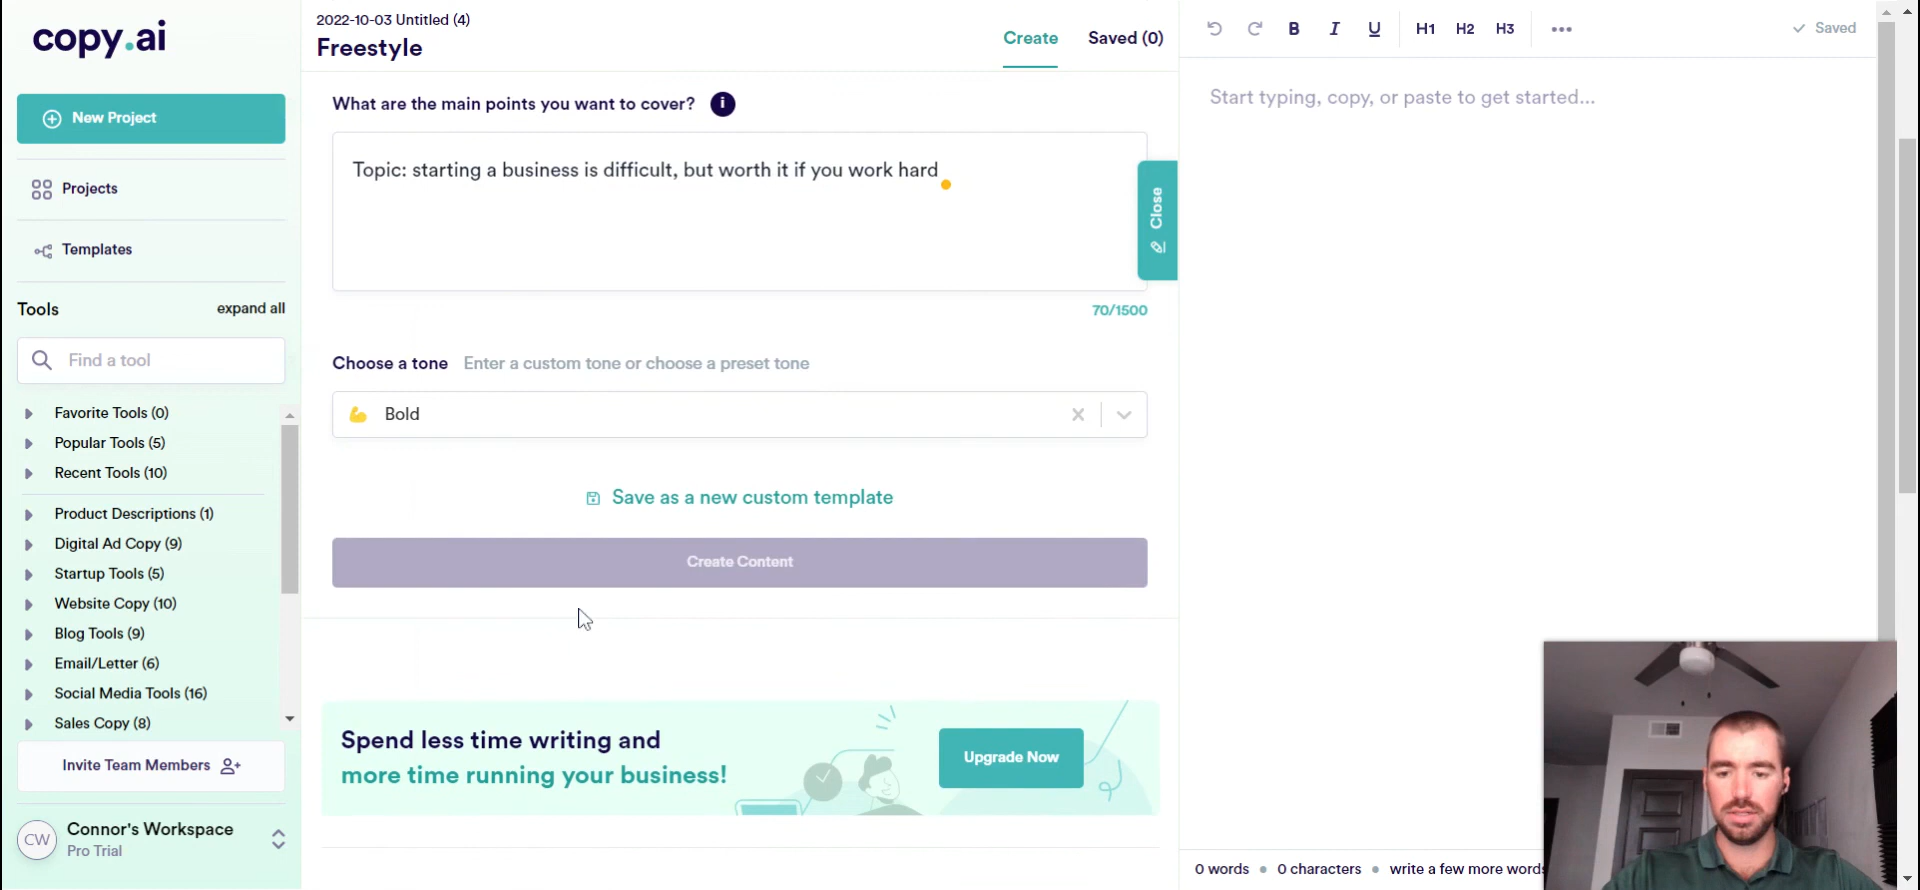 copy.ai
New Project
Projects
Templates
Tools
expand all
Find a tool
Favorite Tools (0)
Popular Tools (5)
Recent Tools (10)
Product Descriptions (1)
Digital Ad Copy (9)
Startup Tools (5)
Website Copy (10)
Blog Tools (9)
Email/Letter (6)
Social Media Tools (16)
Sales Copy (8)
Invite Team Members
CW
Connor's Workspace
Pro Trial
2022-10-03 Untitled (4)
Freestyle
Create
Saved (0)
What are the main points you want to cover?
i
Topic: starting a business is difficult, but worth it if you work hard
Close
70/1500
Choose a tone Enter a custom tone or choose a preset tone
Bold
Save as a new custom template
Create Content
Spend less time writing and
more time running your business!
Upgrade Now
B I U H1 H2 H3
Saved
Start typing, copy, or paste to get started...
0 words • 0 characters • write a few more words